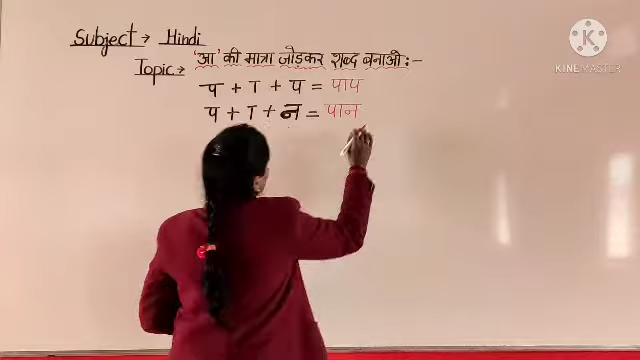 Subject → Hindi
Topic → 'आ' की मात्रा जोड़कर शब्द बनाओ :-
प + ा + प = पाप
प + ा + न = पान
K
KINEMASTER